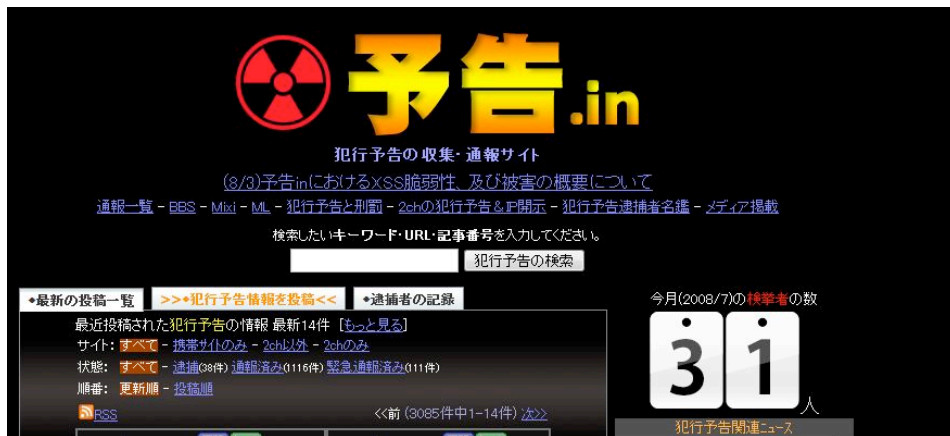 予告.in
犯行予告の収集・通報サイト
(8/3)予告inにおけるXSS脆弱性、及び被害の概要について
通報一覧 - BBS - Mixi - ML - 犯行予告と刑罰 - 2chの犯行予告&IP開示 - 犯行予告逮捕者名鑑 - メディア掲載
検索したいキーワード・URL・記事番号を入力してください。
犯行予告の検索
◆最新の投稿一覧 >>◆犯行予告情報を投稿<< ◆逮捕者の記録
最近投稿された犯行予告の情報 最新14件 [もっと見る]
サイト: すべて - 携帯サイトのみ - 2ch以外 - 2chのみ
状態: すべて - 逮捕(38件) 通報済み(1116件) 緊急通報済み(111件)
順番: 更新順 - 投稿順
RSS <<前 (3085件中1-14件) 次>>
今月(2008/7)の検挙者の数
31人
犯行予告関連ニュース